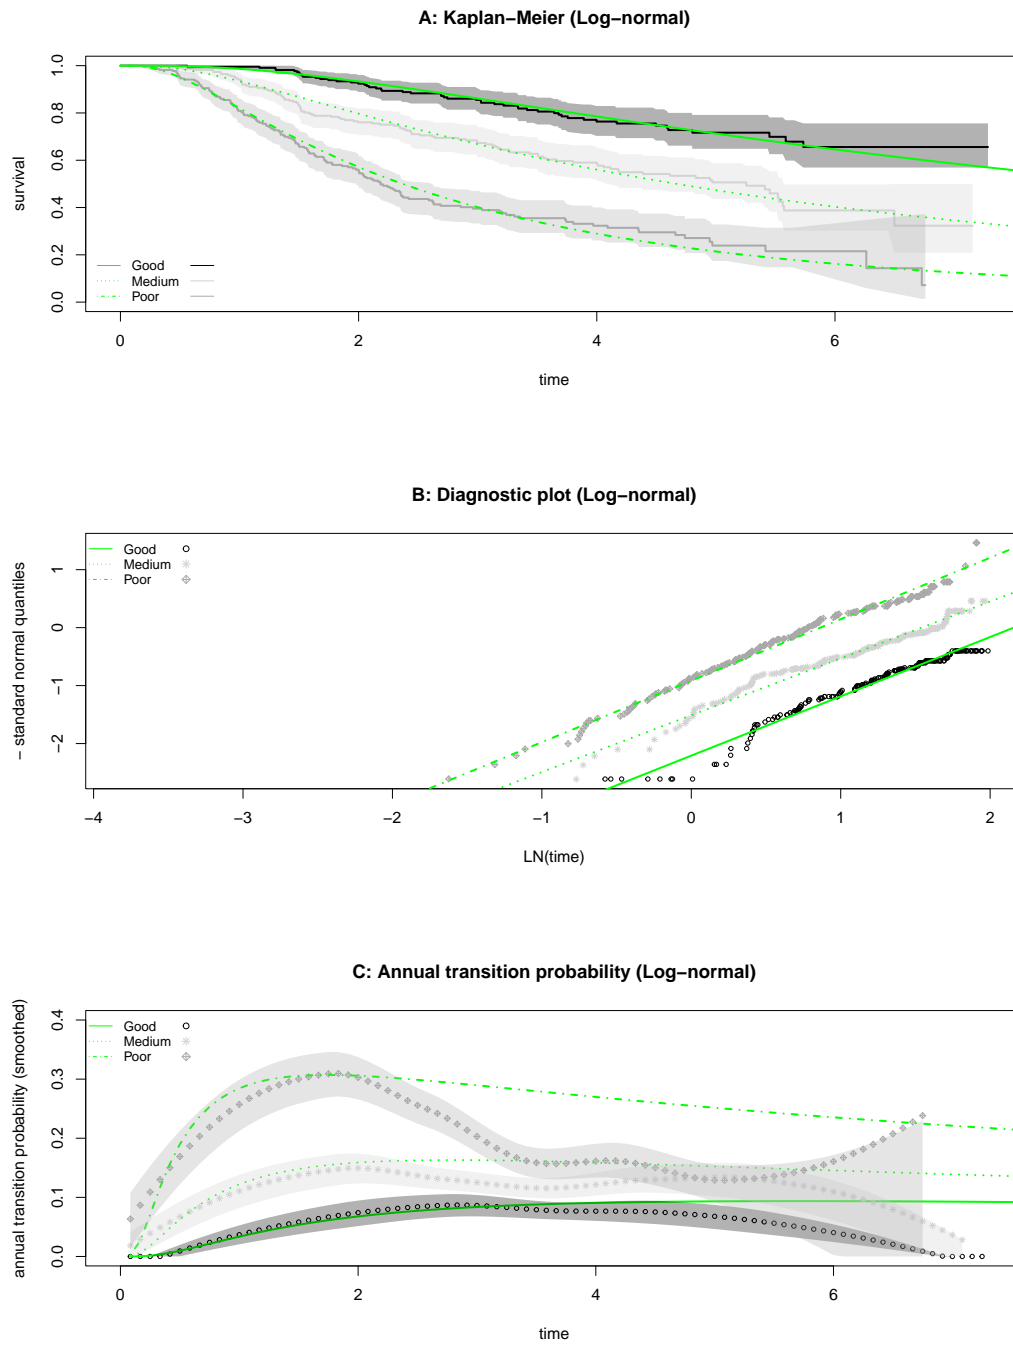 A: Kaplan−Meier (Log−normal)
survival
0.0 0.2 0.4 0.6 0.8 1.0
Good
Medium
Poor
0 2 4 6
time
B: Diagnostic plot (Log−normal)
− standard normal quantiles
−2 −1 0 1
Good
Medium
Poor
−4 −3 −2 −1 0 1 2
LN(time)
C: Annual transition probability (Log−normal)
annual transition probability (smoothed)
0.0 0.1 0.2 0.3 0.4
Good
Medium
Poor
0 2 4 6
time